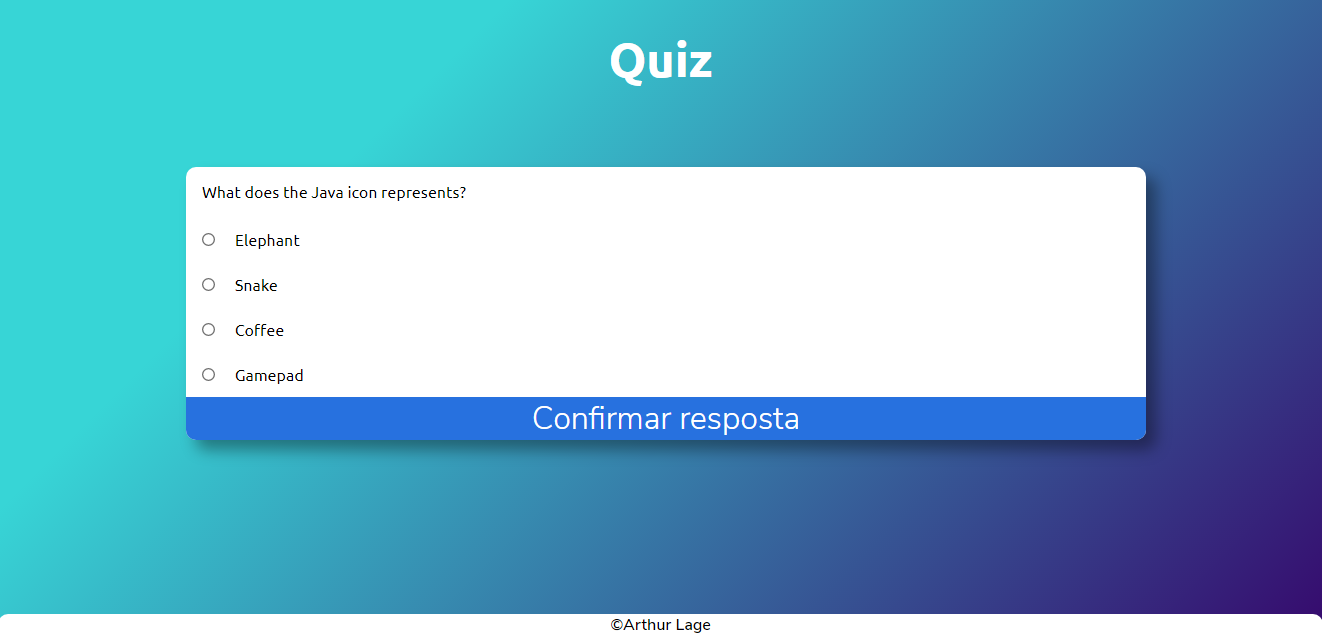 Quiz
What does the Java icon represents?
Elephant
Snake
Coffee
Gamepad
Confirmar resposta
©Arthur Lage